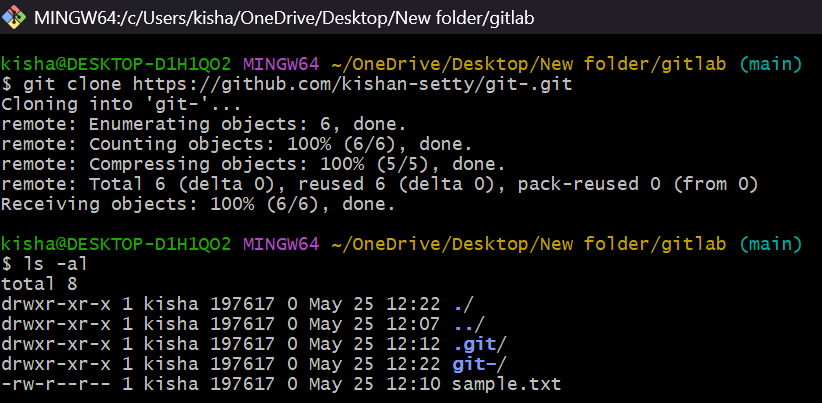 MINGW64:/c/Users/kisha/OneDrive/Desktop/New folder/gitlab
kisha@DESKTOP-D1H1QO2 MINGW64 ~/OneDrive/Desktop/New folder/gitlab (main)
$ git clone https://github.com/kishan-setty/git-.git
Cloning into 'git-'...
remote: Enumerating objects: 6, done.
remote: Counting objects: 100% (6/6), done.
remote: Compressing objects: 100% (5/5), done.
remote: Total 6 (delta 0), reused 6 (delta 0), pack-reused 0 (from 0)
Receiving objects: 100% (6/6), done.
kisha@DESKTOP-D1H1QO2 MINGW64 ~/OneDrive/Desktop/New folder/gitlab (main)
$ ls -al
total 8
drwxr-xr-x 1 kisha 197617 0 May 25 12:22 ./
drwxr-xr-x 1 kisha 197617 0 May 25 12:07 ../
drwxr-xr-x 1 kisha 197617 0 May 25 12:12 .git/
drwxr-xr-x 1 kisha 197617 0 May 25 12:22 git-/
-rw-r--r-- 1 kisha 197617 0 May 25 12:10 sample.txt